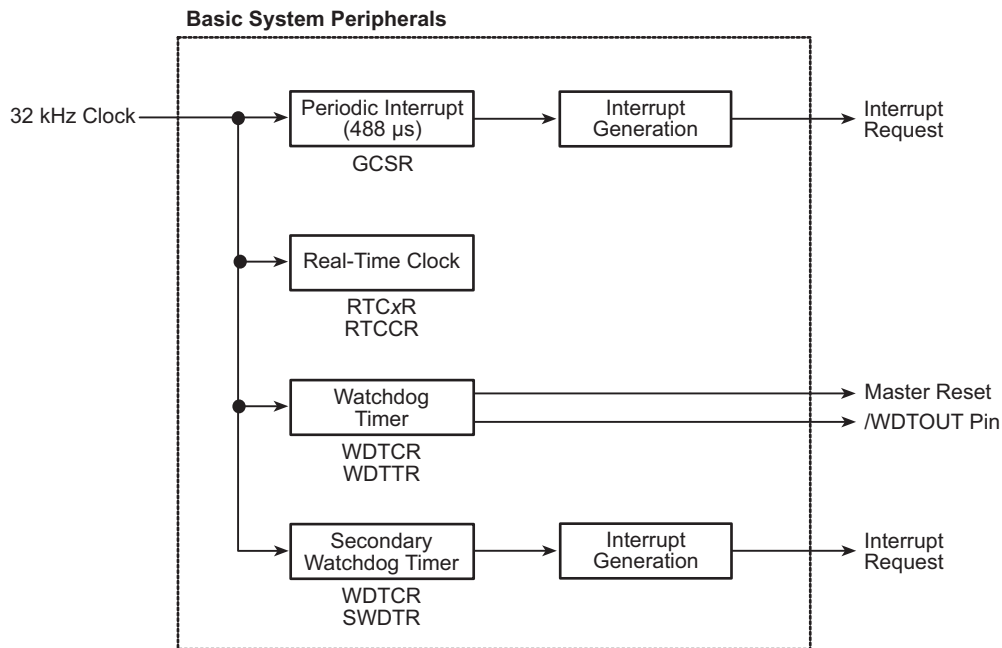 Basic System Peripherals
32 kHz Clock
Periodic Interrupt
(488 µs)
GCSR
Interrupt
Generation
Interrupt
Request
Real-Time Clock
RTCxR
RTCCR
Watchdog
Timer
WDTCR
WDTTR
Master Reset
/WDTOUT Pin
Secondary
Watchdog Timer
WDTCR
SWDTR
Interrupt
Generation
Interrupt
Request